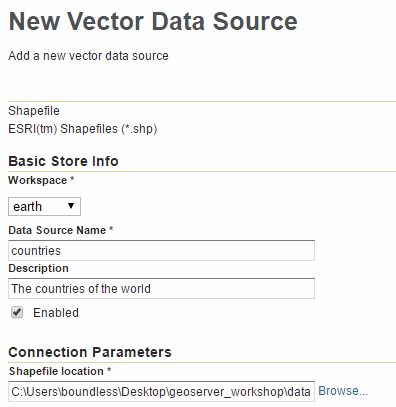 New Vector Data Source
Add a new vector data source
Shapefile
ESRI(tm) Shapefiles (*.shp)
Basic Store Info
Workspace *
earth
Data Source Name *
countries
Description
The countries of the world
Enabled
Connection Parameters
Shapefile location *
C:\Users\boundless\Desktop\geoserver_workshop\data Browse...